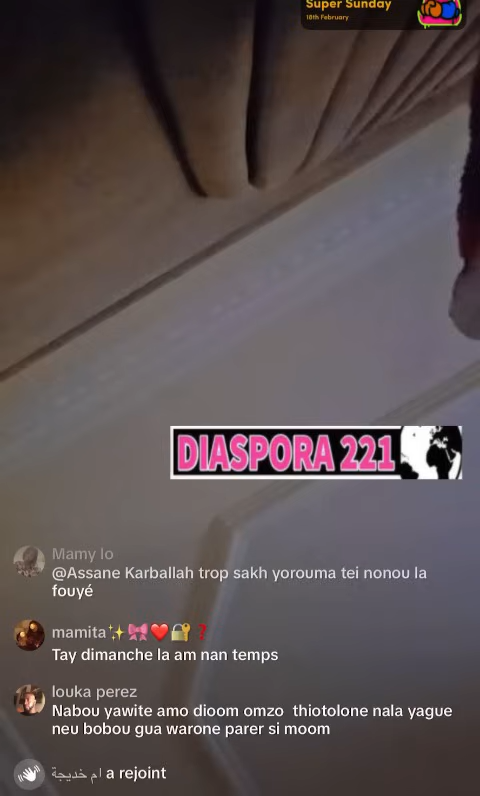 Super Sunday
18th February
DIASPORA 221
Mamy lo
@Assane Karballah trop sakh yorouma tei nonou la
fouyé
mamita✨🎀❤️🔐❓
Tay dimanche la am nan temps
louka perez
Nabou yawite amo dioom omzo thiotolone nala yague
neu bobou gua warone parer si moom
ام خديجة a rejoint